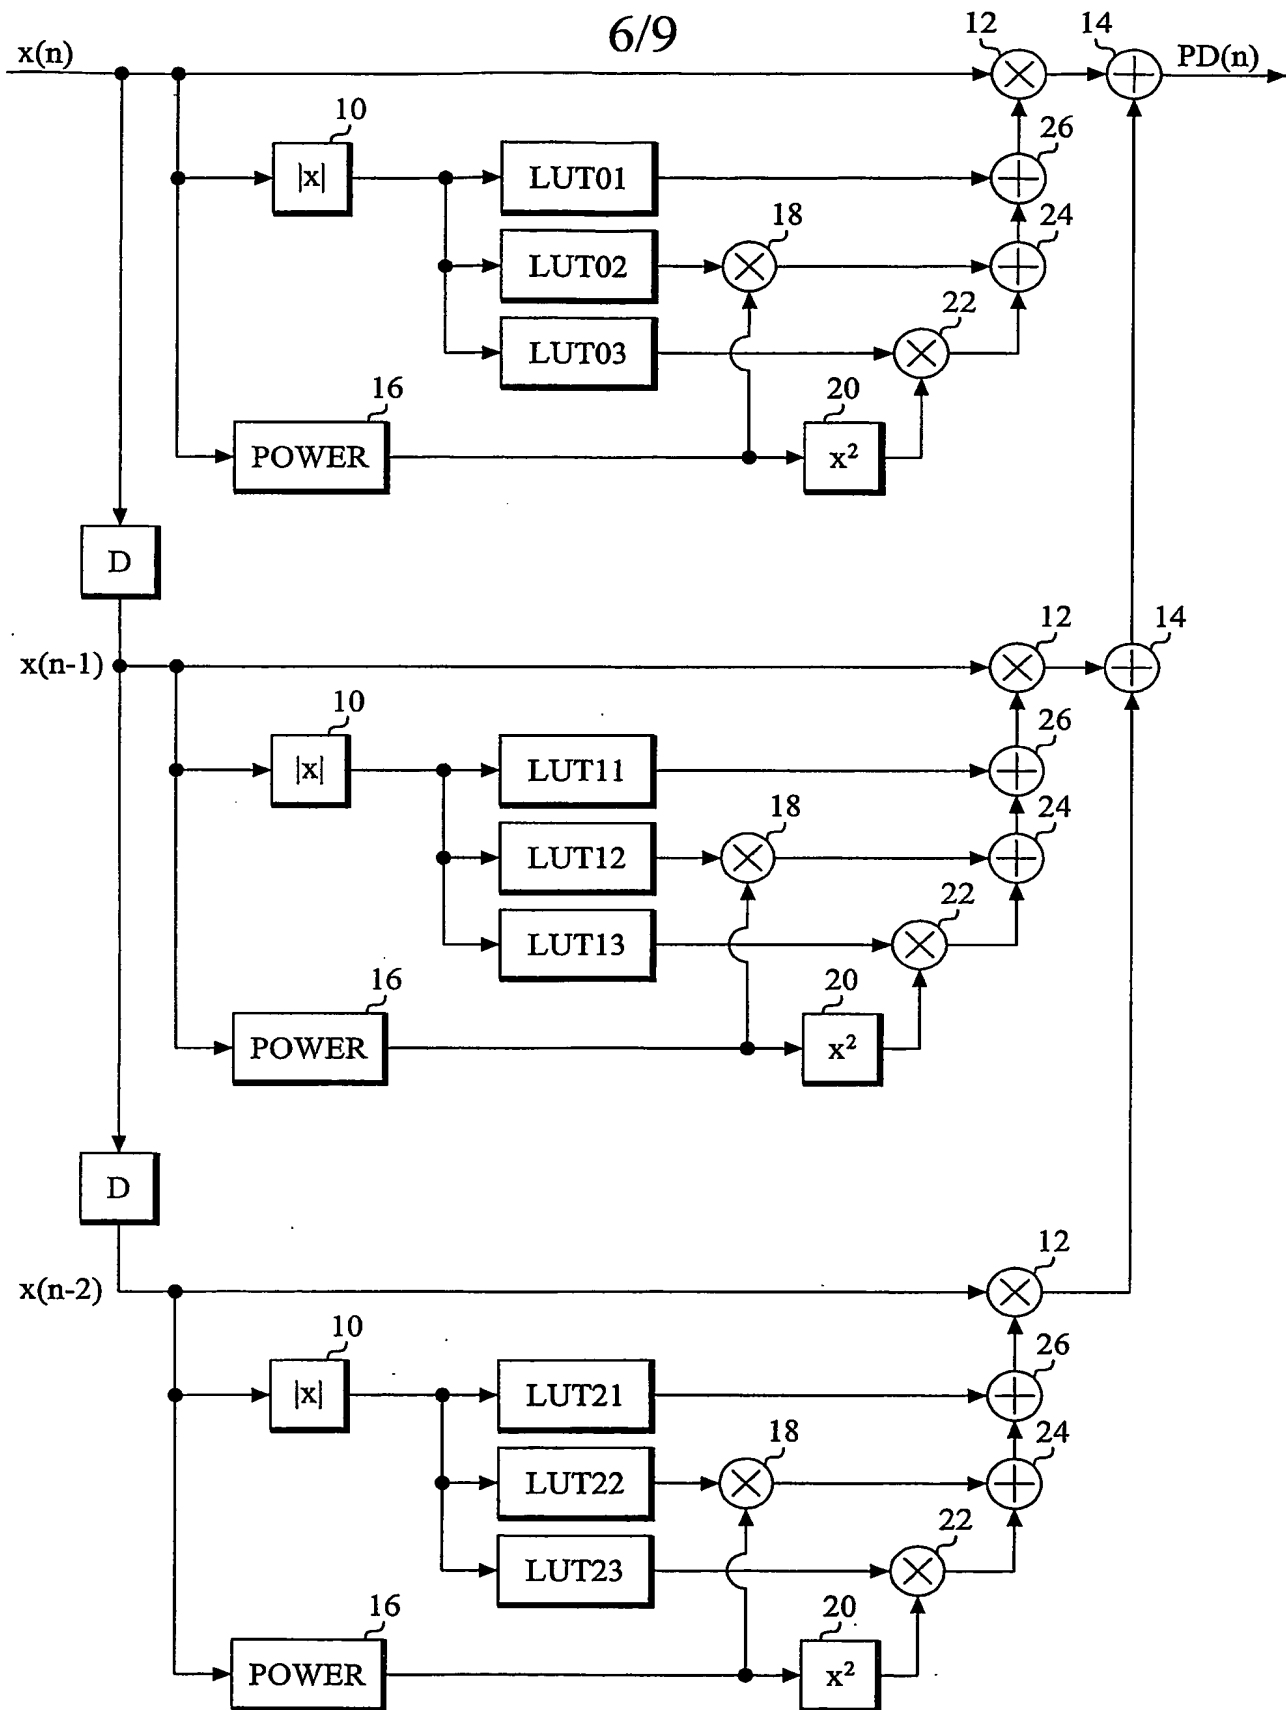 6/9
x(n)
12
14
PD(n)
10
|x|
LUT01
26
LUT02
18
24
LUT03
22
16
POWER
20
x²
D
x(n-1)
12
14
10
|x|
LUT11
26
LUT12
18
24
LUT13
22
16
POWER
20
x²
D
x(n-2)
12
10
|x|
LUT21
26
LUT22
18
24
LUT23
22
16
POWER
20
x²